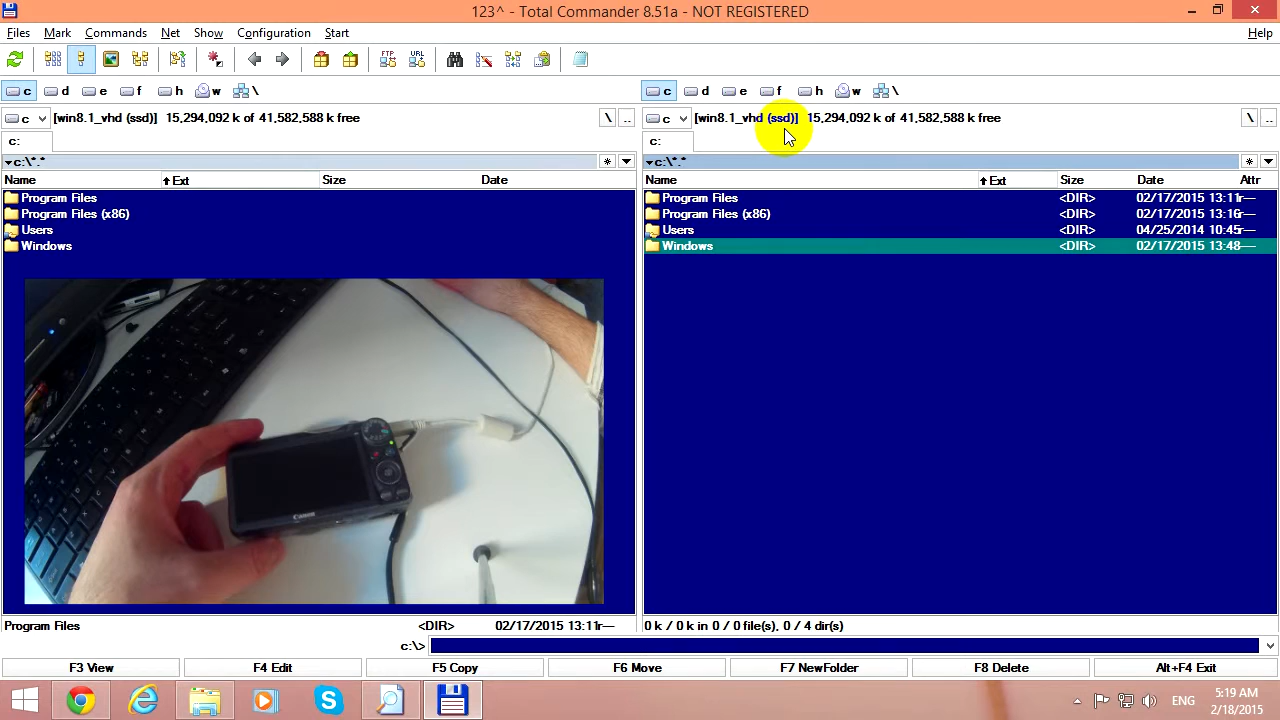 123^ - Total Commander 8.51a - NOT REGISTERED
Files Mark Commands Net Show Configuration Start Help
FTP URL
c d e f h w \ c d e f h w \
c [win8.1_vhd (ssd)] 15,294,092 k of 41,582,588 k free \ .. c [win8.1_vhd (ssd)] 15,294,092 k of 41,582,588 k free \ ..
c: c:
c:\*.* * c:\*.* *
Name Ext Size Date Name Ext Size Date Attr
Program Files Program Files <DIR> 02/17/2015 13:11 r—
Program Files (x86) Program Files (x86) <DIR> 02/17/2015 13:16 r—
Users Users <DIR> 04/25/2014 10:45 r—
Windows Windows <DIR> 02/17/2015 13:48 —
Canon
Program Files <DIR> 02/17/2015 13:11 r— 0 k / 0 k in 0 / 0 file(s), 0 / 4 dir(s)
c:\>
F3 View F4 Edit F5 Copy F6 Move F7 NewFolder F8 Delete Alt+F4 Exit
ENG 5:19 AM
2/18/2015